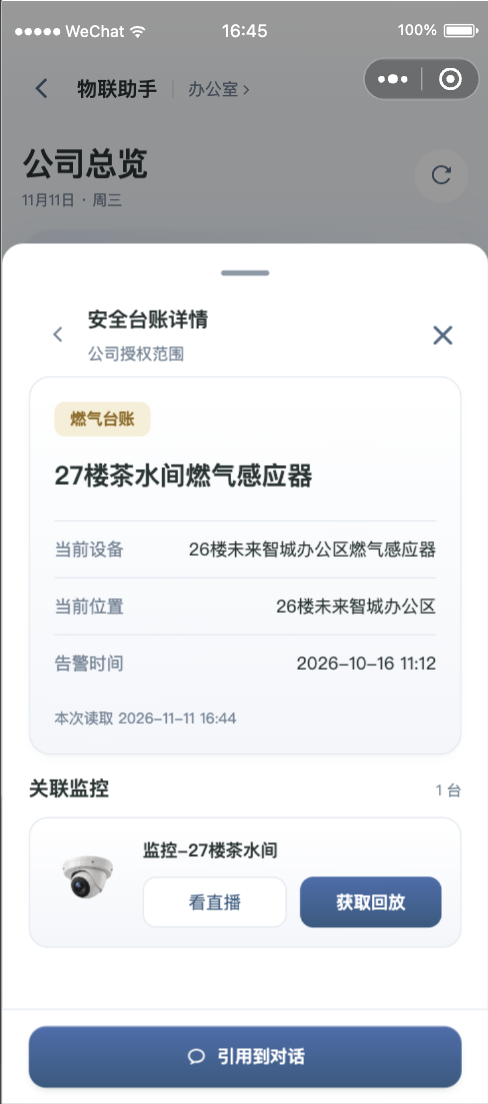 WeChat 16:45 100%
物联助手 办公室
公司总览
11月11日 · 周三
安全台账详情
公司授权范围
燃气台账
27楼茶水间燃气感应器
当前设备 26楼未来智城办公区燃气感应器
当前位置 26楼未来智城办公区
告警时间 2026-10-16 11:12
本次读取 2026-11-11 16:44
关联监控 1 台
监控-27楼茶水间
看直播 获取回放
引用到对话